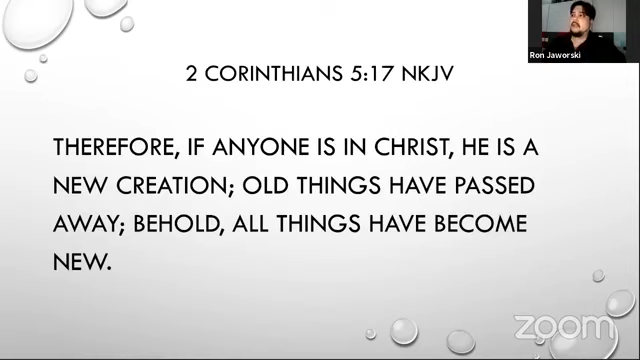 Ron Jaworski
2 CORINTHIANS 5:17 NKJV
THEREFORE, IF ANYONE IS IN CHRIST, HE IS A
NEW CREATION; OLD THINGS HAVE PASSED
AWAY; BEHOLD, ALL THINGS HAVE BECOME
NEW.
zoom